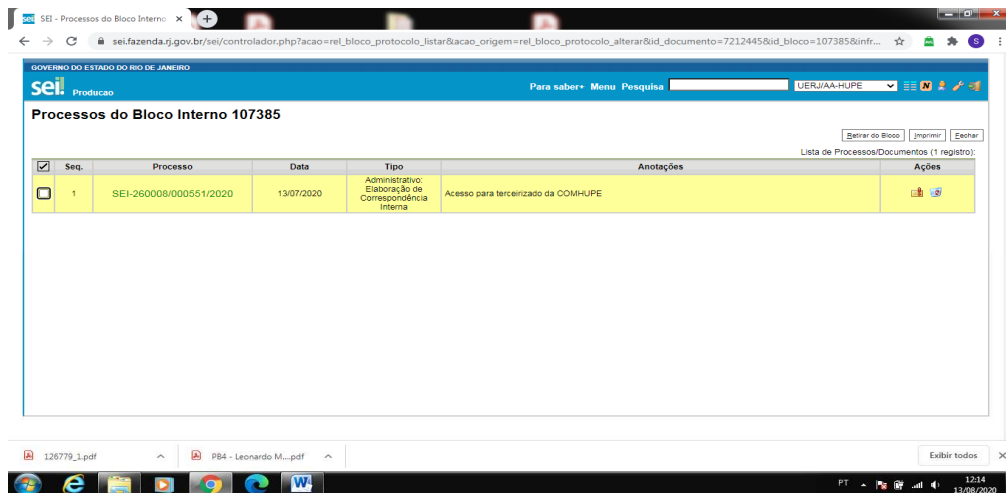 SEI - Processos do Bloco Interno
sei.fazenda.rj.gov.br/sei/controlador.php?acao=rel_bloco_protocolo_listar&acao_origem=rel_bloco_protocolo_alterar&id_documento=7212445&id_bloco=107385&infr...
S
GOVERNO DO ESTADO DO RIO DE JANEIRO
sei! Producao
Para saber+ Menu Pesquisa
UERJ/AA-HUPE
N
Processos do Bloco Interno 107385
Retirar do Bloco Imprimir Fechar
Lista de Processos/Documentos (1 registro):
Seq. Processo Data Tipo Anotações Ações
1 SEI-260008/000551/2020 13/07/2020 Administrativo: Elaboração de Correspondência Interna Acesso para terceirizado da COMHUPE
126779_1.pdf
PB4 - Leonardo M....pdf
Exibir todos
W
PT
12:14
13/08/2020